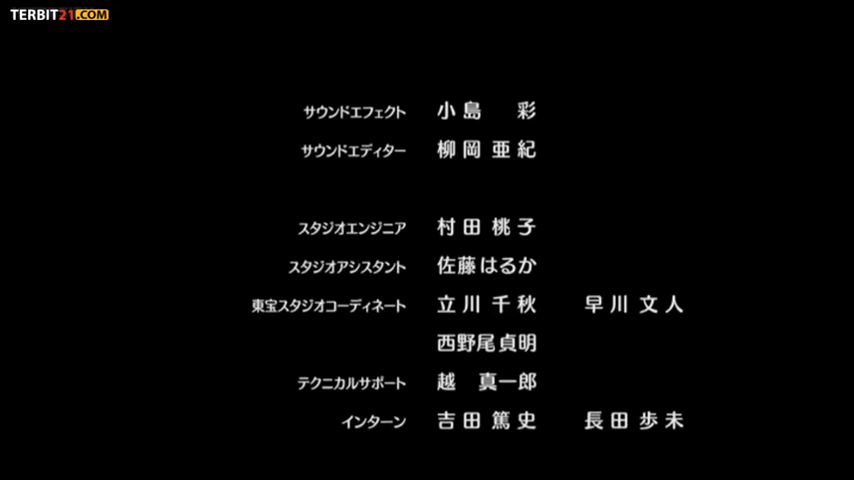 TERBIT21.COM
サウンドエフェクト 小島 彩
サウンドエディター 柳岡亜紀
スタジオエンジニア 村田桃子
スタジオアシスタント 佐藤はるか
東宝スタジオコーディネート 立川千秋 早川文人
西野尾貞明
テクニカルサポート 越 真一郎
インターン 吉田篤史 長田歩未